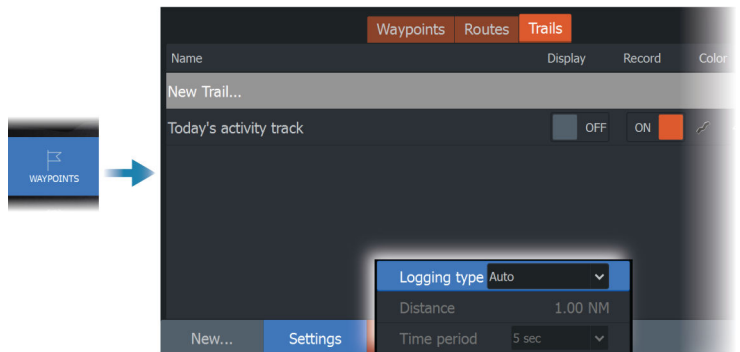 Waypoints Routes Trails
Name Display Record Color
New Trail...
Today's activity track OFF ON
WAYPOINTS
Logging type Auto
Distance 1.00 NM
New... Settings Time period 5 sec